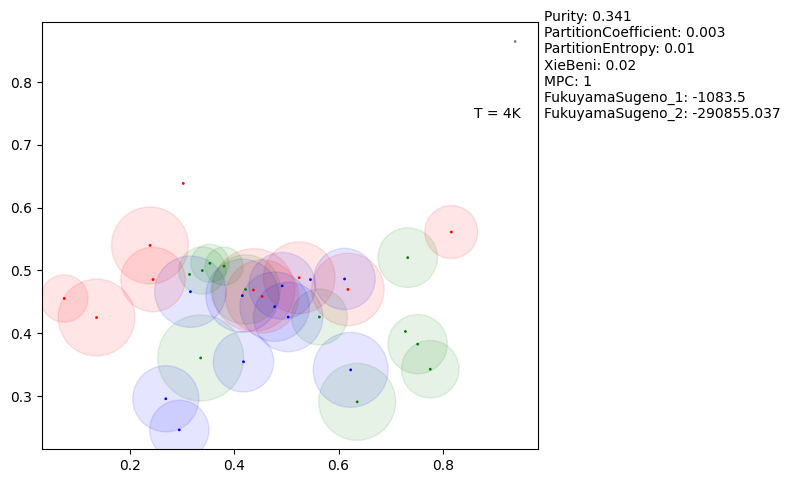 Purity: 0.341
PartitionCoefficient: 0.003
PartitionEntropy: 0.01
XieBeni: 0.02
MPC: 1
FukuyamaSugeno_1: -1083.5
FukuyamaSugeno_2: -290855.037
T = 4K
0.8
0.7
0.6
0.5
0.4
0.3
0.2
0.4
0.6
0.8